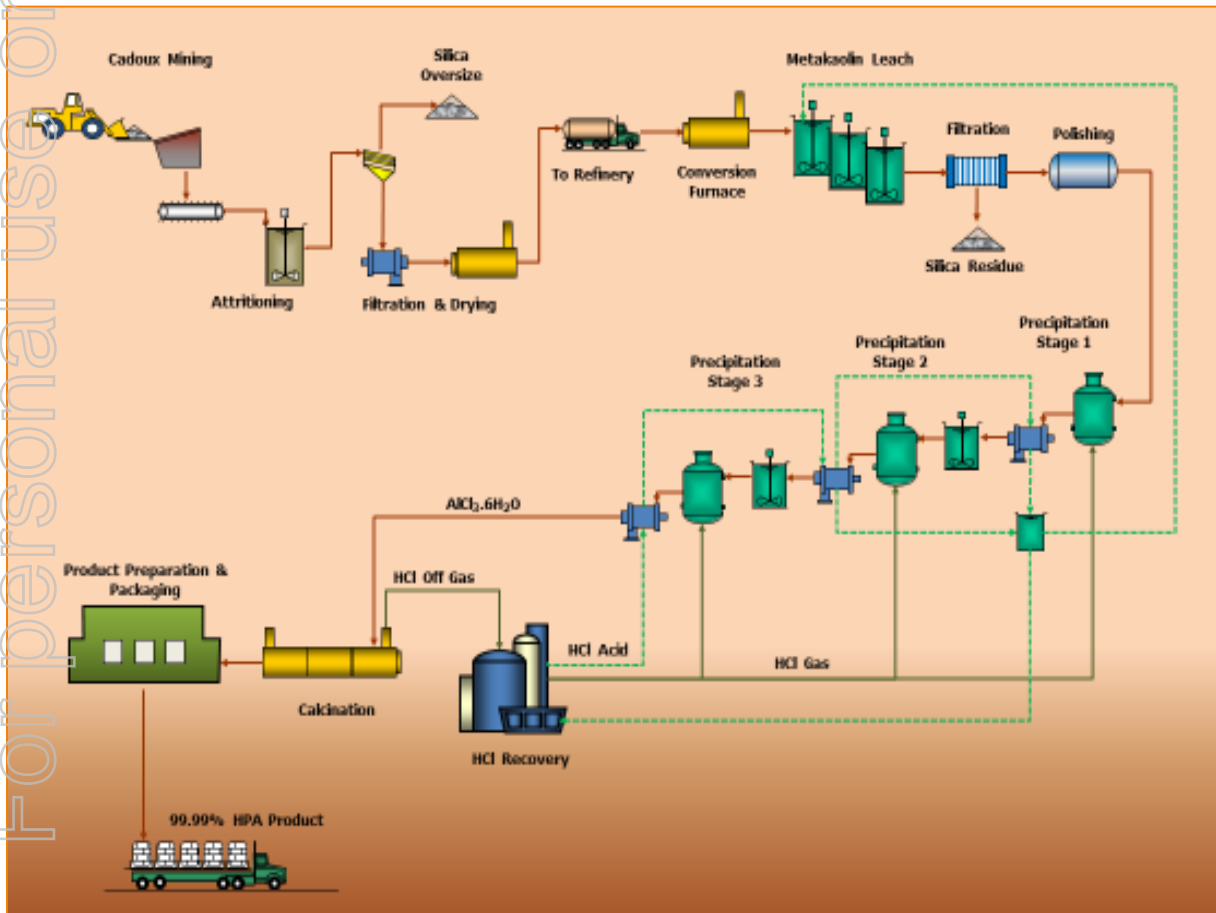 For personal use or
Cadoux Mining
Silica
Oversize
Metakaolin Leach
Filtration
Polishing
To Refinery
Conversion
Furnace
Silica Residue
Attritioning
Filtration & Drying
Precipitation
Stage 1
Precipitation
Stage 2
Precipitation
Stage 3
AlCl₂.6H₂O
Product Preparation &
Packaging
HCl Off Gas
HCl Acid
HCl Gas
Calcination
HCl Recovery
99.99% HPA Product